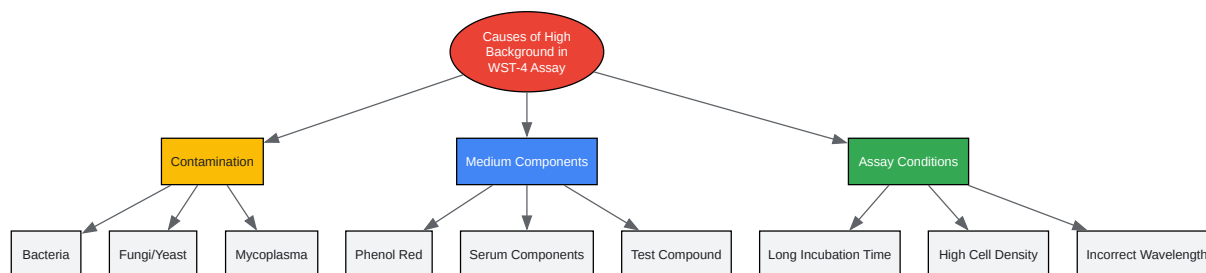 Causes of High
Background in
WST-4 Assay
Contamination
Medium Components
Assay Conditions
Bacteria
Fungi/Yeast
Mycoplasma
Phenol Red
Serum Components
Test Compound
Long Incubation Time
High Cell Density
Incorrect Wavelength